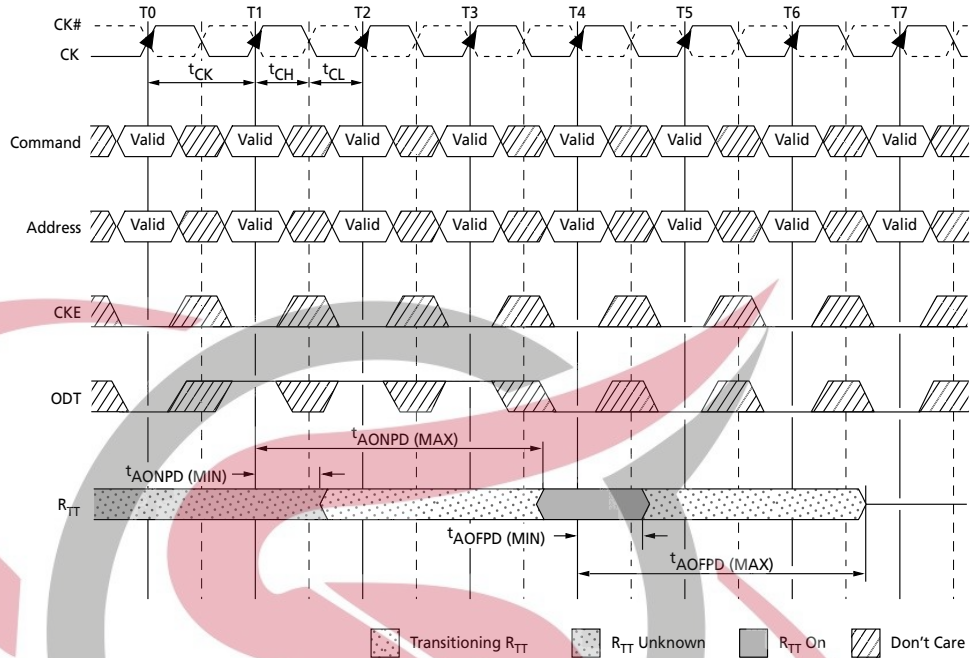 T0 T1 T2 T3 T4 T5 T6 T7
CK#
CK
tCK tCH tCL
Command Valid Valid Valid Valid Valid Valid Valid Valid
Address Valid Valid Valid Valid Valid Valid Valid Valid
CKE
ODT
tAONPD (MAX)
tAONPD (MIN)
RTT
tAOFPD (MIN)
tAOFPD (MAX)
Transitioning RTT RTT Unknown RTT On Don't Care